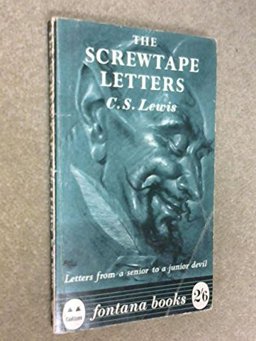 THE
SCREWTAPE
LETTERS
C.S. Lewis
Letters from a senior to a junior devil
fontana books 2/6